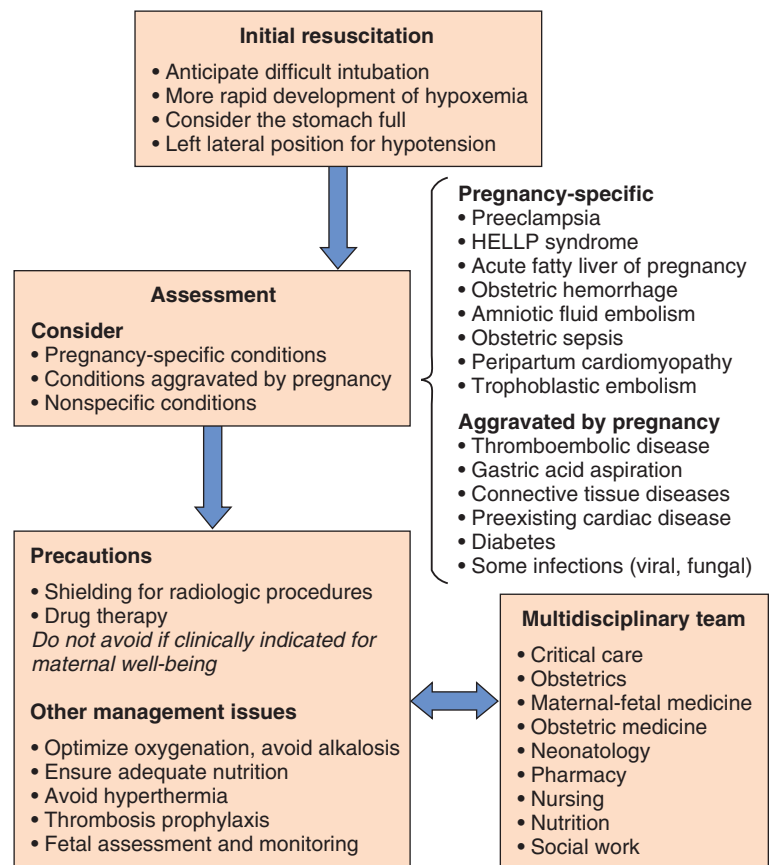 Initial resuscitation
• Anticipate difficult intubation
• More rapid development of hypoxemia
• Consider the stomach full
• Left lateral position for hypotension
Assessment
Consider
• Pregnancy-specific conditions
• Conditions aggravated by pregnancy
• Nonspecific conditions
Pregnancy-specific
• Preeclampsia
• HELLP syndrome
• Acute fatty liver of pregnancy
• Obstetric hemorrhage
• Amniotic fluid embolism
• Obstetric sepsis
• Peripartum cardiomyopathy
• Trophoblastic embolism
Aggravated by pregnancy
• Thromboembolic disease
• Gastric acid aspiration
• Connective tissue diseases
• Preexisting cardiac disease
• Diabetes
• Some infections (viral, fungal)
Precautions
• Shielding for radiologic procedures
• Drug therapy
Do not avoid if clinically indicated for
maternal well-being
Other management issues
• Optimize oxygenation, avoid alkalosis
• Ensure adequate nutrition
• Avoid hyperthermia
• Thrombosis prophylaxis
• Fetal assessment and monitoring
Multidisciplinary team
• Critical care
• Obstetrics
• Maternal-fetal medicine
• Obstetric medicine
• Neonatology
• Pharmacy
• Nursing
• Nutrition
• Social work